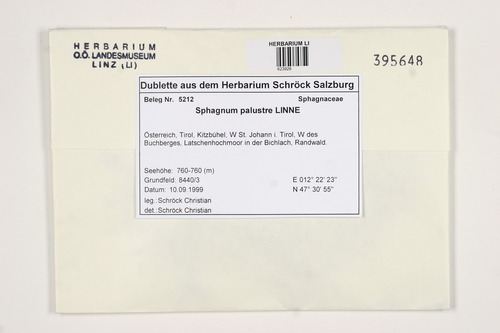 HERBARIUM
O.Ö. LANDESMUSEUM
LINZ (LI)
HERBARIUM LI
395648
Dublette aus dem Herbarium Schröck Salzburg
Beleg Nr. 5212 Sphagnaceae
Sphagnum palustre LINNE
Österreich, Tirol, Kitzbühel, W St. Johann i. Tirol, W des
Buchberges, Latschenhochmoor in der Bichlach, Randwald.
Seehöhe: 760-760 (m)
Grundfeld: 8440/3 E 012° 22' 23"
Datum: 10.09.1999 N 47° 30' 55"
leg.: Schröck Christian
det.: Schröck Christian